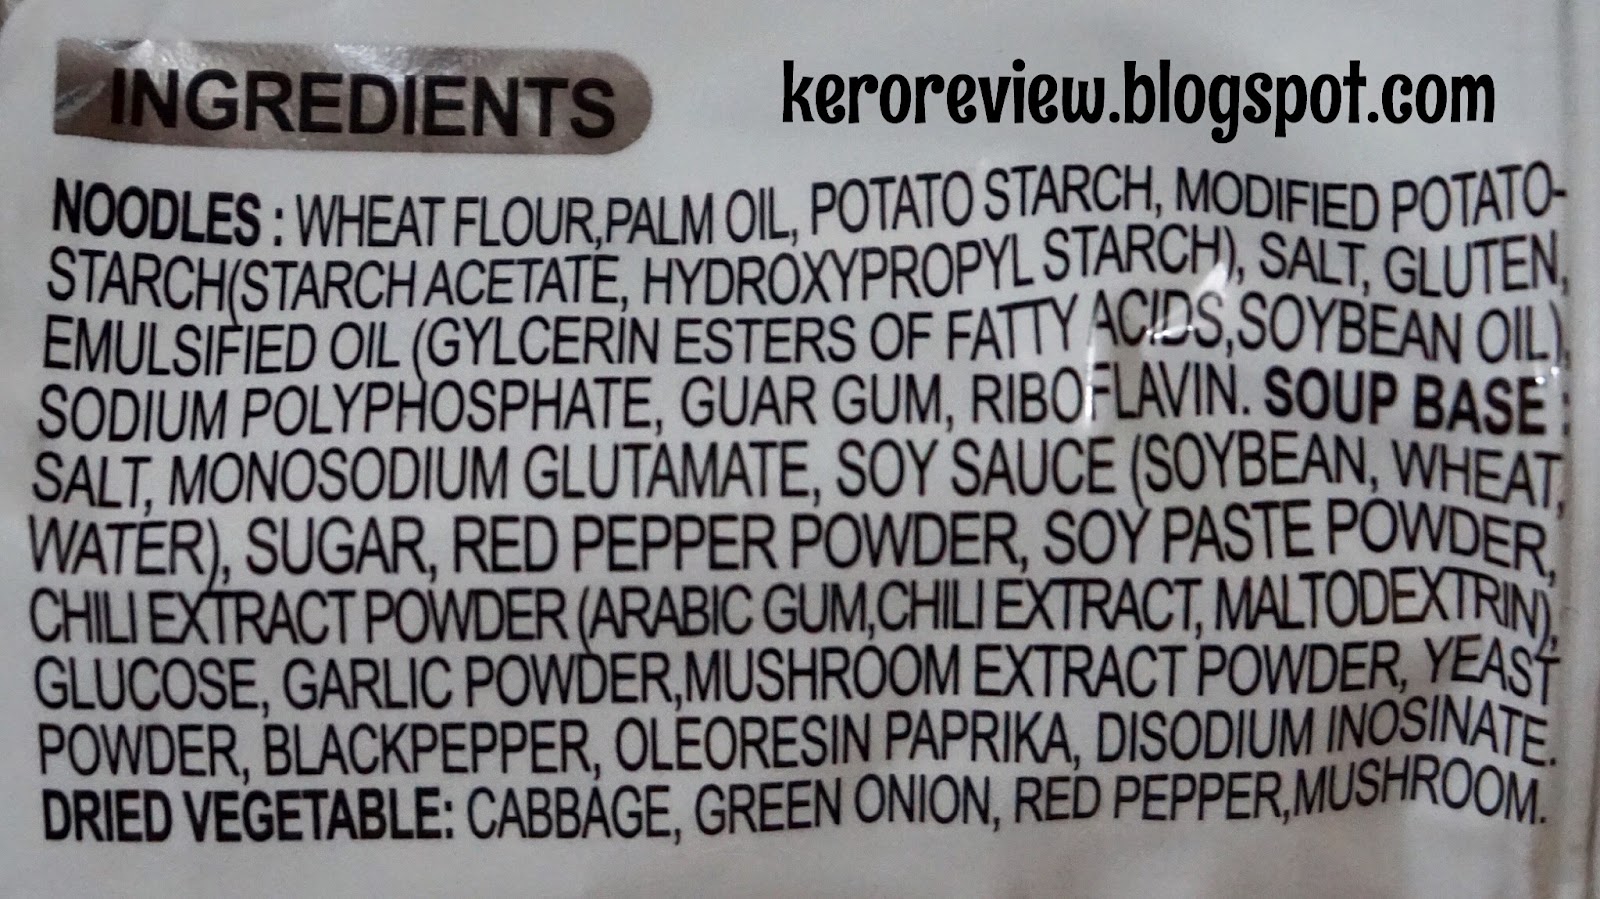 INGREDIENTS
keroreview.blogspot.com
NOODLES : WHEAT FLOUR,PALM OIL, POTATO STARCH, MODIFIED POTATO-
STARCH(STARCH ACETATE, HYDROXYPROPYL STARCH), SALT, GLUTEN,
EMULSIFIED OIL (GYLCERIN ESTERS OF FATTY ACIDS,SOYBEAN OIL),
SODIUM POLYPHOSPHATE, GUAR GUM, RIBOFLAVIN. SOUP BASE :
SALT, MONOSODIUM GLUTAMATE, SOY SAUCE (SOYBEAN, WHEAT,
WATER), SUGAR, RED PEPPER POWDER, SOY PASTE POWDER,
CHILI EXTRACT POWDER (ARABIC GUM,CHILI EXTRACT, MALTODEXTRIN),
GLUCOSE, GARLIC POWDER,MUSHROOM EXTRACT POWDER, YEAST
POWDER, BLACKPEPPER, OLEORESIN PAPRIKA, DISODIUM INOSINATE.
DRIED VEGETABLE: CABBAGE, GREEN ONION, RED PEPPER,MUSHROOM.